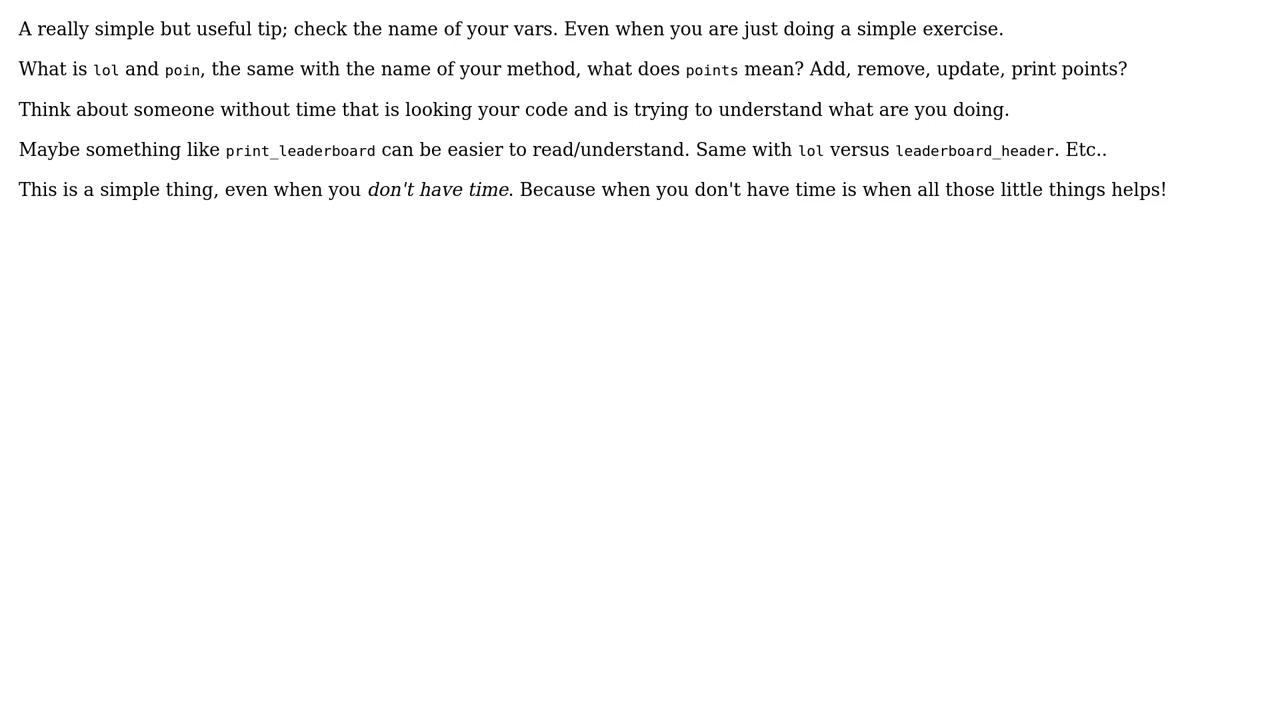 A really simple but useful tip; check the name of your vars. Even when you are just doing a simple exercise.
What is lol and poin, the same with the name of your method, what does points mean? Add, remove, update, print points?
Think about someone without time that is looking your code and is trying to understand what are you doing.
Maybe something like print_leaderboard can be easier to read/understand. Same with lol versus leaderboard_header. Etc..
This is a simple thing, even when you don't have time. Because when you don't have time is when all those little things helps!